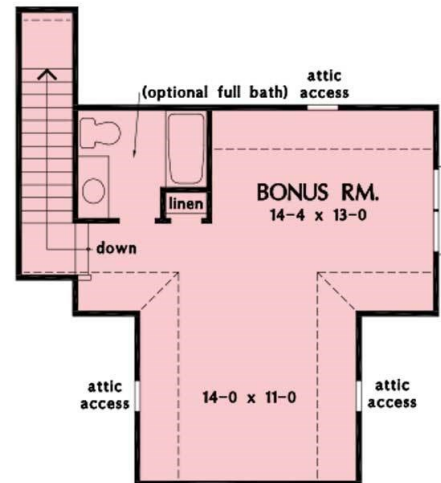 (optional full bath)
attic
access
linen
BONUS RM.
14-4 x 13-0
down
attic
access
14-0 x 11-0
attic
access